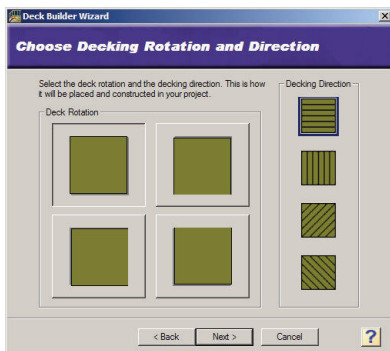 Deck Builder Wizard
Choose Decking Rotation and Direction
Select the deck rotation and the decking direction. This is how
it will be placed and constructed in your project.
Deck Rotation
Decking Direction
< Back
Next >
Cancel
?